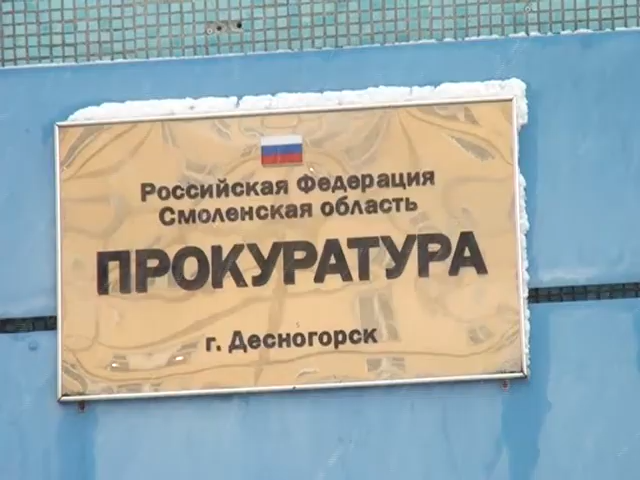 Российская Федерация
Смоленская область
ПРОКУРАТУРА
г. Десногорск